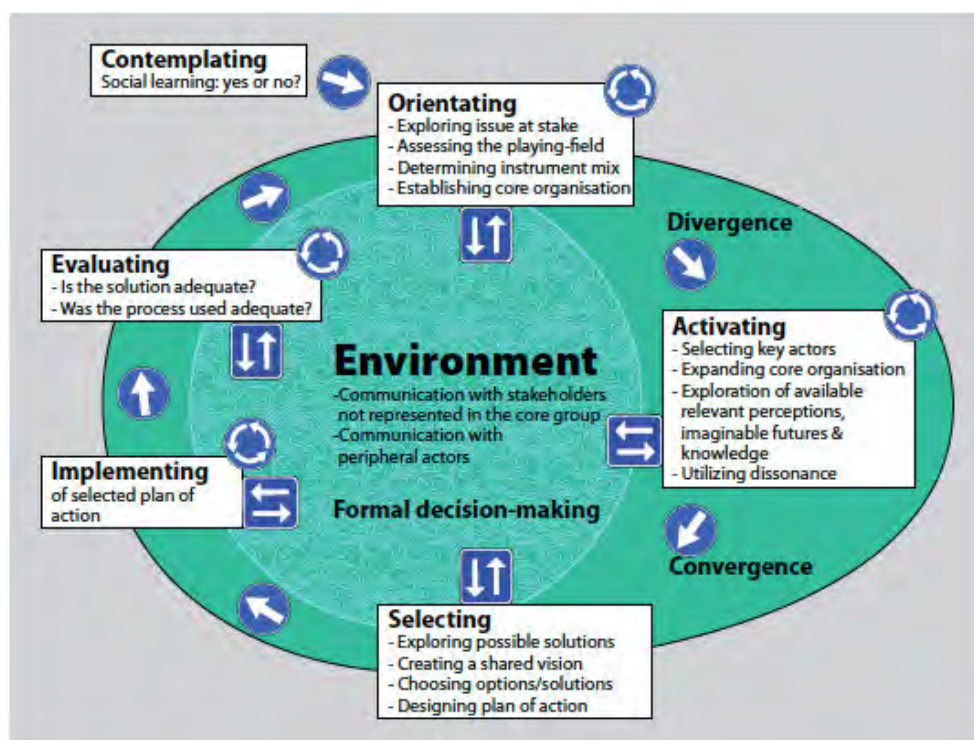 Contemplating
Social learning: yes or no?
Orientating
- Exploring issue at stake
- Assessing the playing-field
- Determining instrument mix
- Establishing core organisation
Divergence
Evaluating
- Is the solution adequate?
- Was the process used adequate?
Activating
- Selecting key actors
- Expanding core organisation
- Exploration of available
relevant perceptions,
imaginable futures &
knowledge
- Utilizing dissonance
Environment
-Communication with stakeholders
not represented in the core group
-Communication with
peripheral actors
Implementing
of selected plan of
action
Formal decision-making
Convergence
Selecting
- Exploring possible solutions
- Creating a shared vision
- Choosing options/solutions
- Designing plan of action